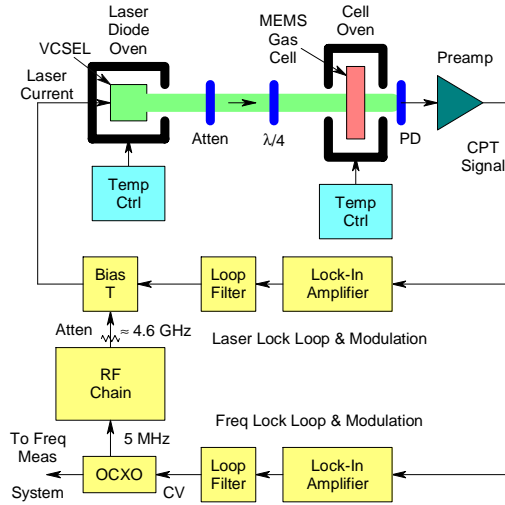 Laser
Diode
Oven
VCSEL
Laser
Current
MEMS
Gas
Cell
Cell
Oven
Preamp
Atten
λ/4
PD
CPT
Signal
Temp
Ctrl
Temp
Ctrl
Bias
T
Loop
Filter
Lock-In
Amplifier
Atten
≈ 4.6 GHz
Laser Lock Loop & Modulation
RF
Chain
Freq Lock Loop & Modulation
To Freq
Meas
System
5 MHz
OCXO
CV
Loop
Filter
Lock-In
Amplifier